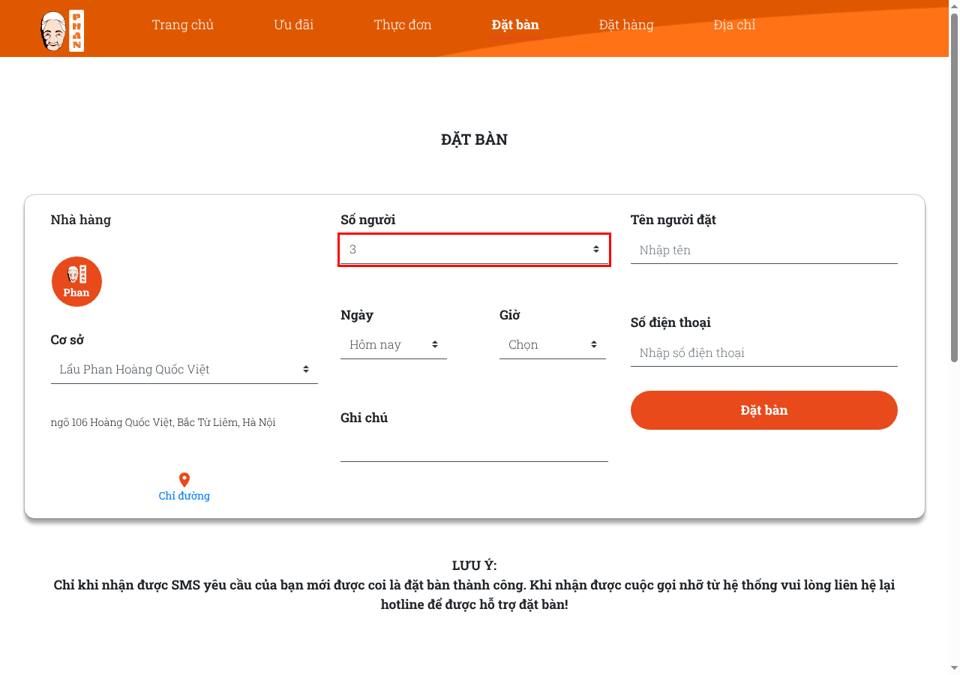 PHAN
Trang chủ
Ưu đãi
Thực đơn
Đặt bàn
Đặt hàng
Địa chỉ
ĐẶT BÀN
Nhà hàng
PHAN
Phan
Cơ sở
Lẩu Phan Hoàng Quốc Việt
ngõ 106 Hoàng Quốc Việt, Bắc Từ Liêm, Hà Nội
Chỉ đường
Số người
3
Ngày
Giờ
Hôm nay
Chọn
Ghi chú
Tên người đặt
Nhập tên
Số điện thoại
Nhập số điện thoại
Đặt bàn
LƯU Ý:
Chỉ khi nhận được SMS yêu cầu của bạn mới được coi là đặt bàn thành công. Khi nhận được cuộc gọi nhỡ từ hệ thống vui lòng liên hệ lại
hotline để được hỗ trợ đặt bàn!